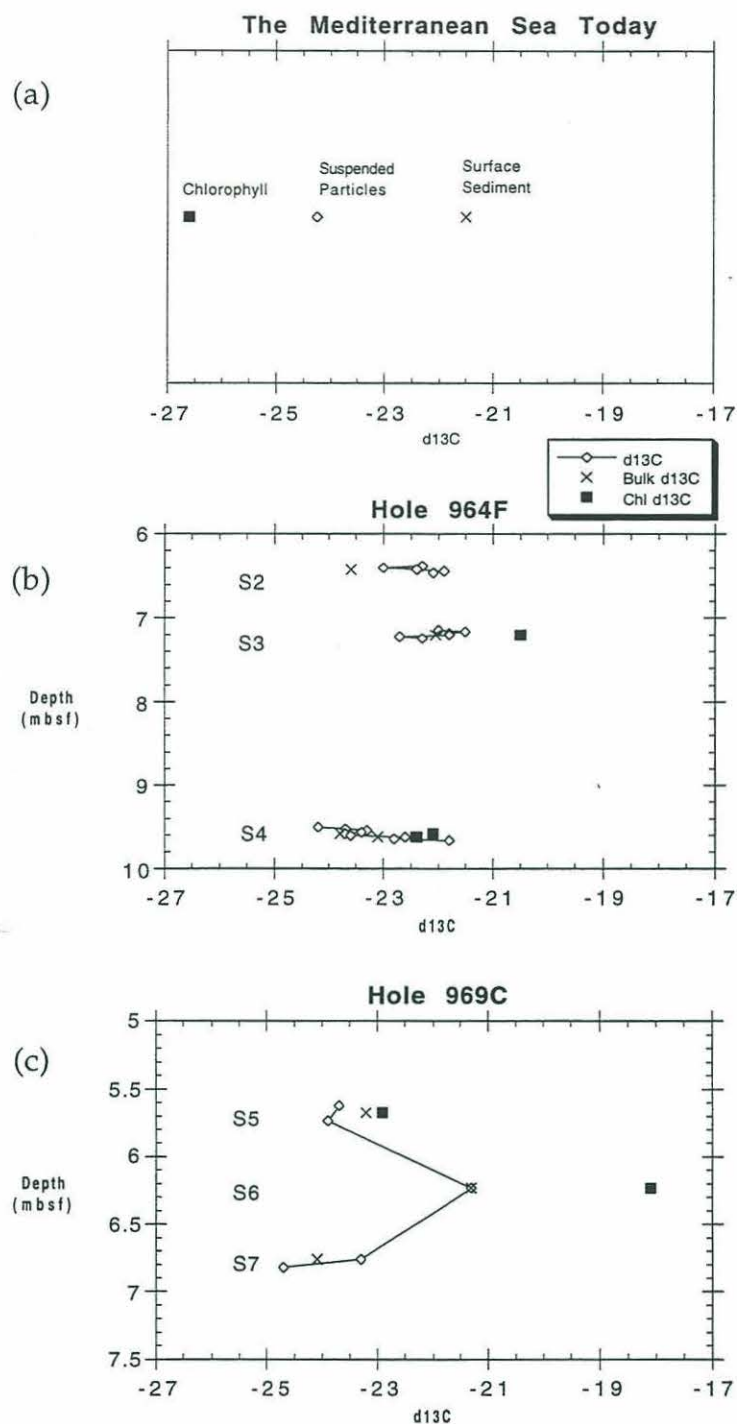 The Mediterranean Sea Today
(a)
Chlorophyll
Suspended
Particles
Surface
Sediment
-27 -25 -23 -21 -19 -17
d13C
d13C
Bulk d13C
Chl d13C
Hole 964F
(b)
6
S2
7
S3
Depth
(mbsf)
8
9
S4
10
-27 -25 -23 -21 -19 -17
d13C
Hole 969C
(c)
5
5.5
S5
6
Depth
(mbsf)
S6
6.5
S7
7
7.5
-27 -25 -23 -21 -19 -17
d13C